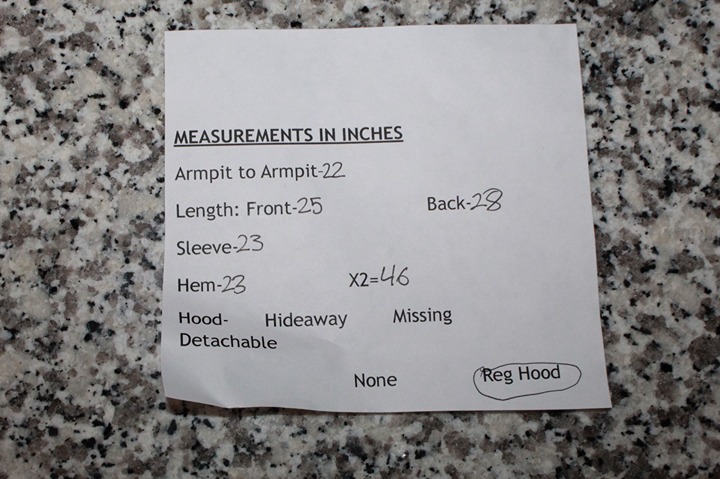 MEASUREMENTS IN INCHES
Armpit to Armpit-22
Length: Front-25 Back-28
Sleeve-23
Hem-23 X2=46
Hood- Hideaway Missing
Detachable
None Reg Hood